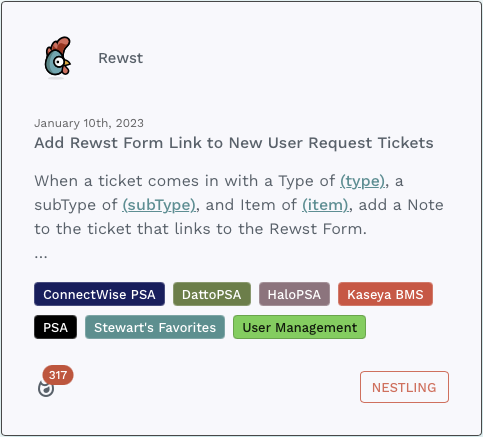 Rewst
January 10th, 2023
Add Rewst Form Link to New User Request Tickets
When a ticket comes in with a Type of (type), a
subType of (subType), and Item of (item), add a Note
to the ticket that links to the Rewst Form.
...
ConnectWise PSA DattoPSA HaloPSA Kaseya BMS
PSA Stewart's Favorites User Management
317
NESTLING